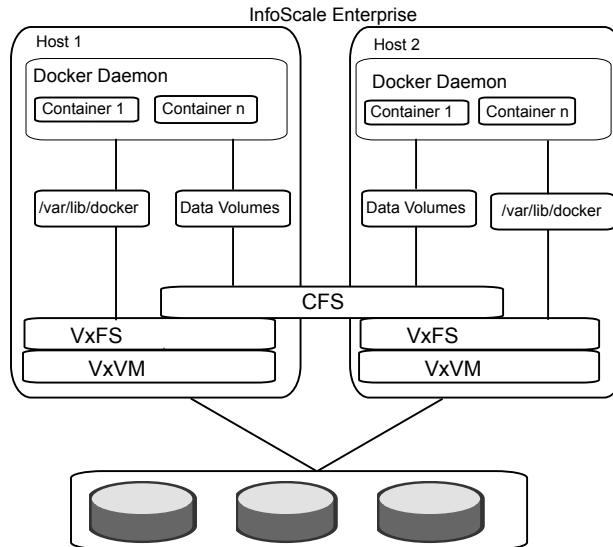 InfoScale Enterprise
Host 1
Docker Daemon
Container 1
Container n
/var/lib/docker
Data Volumes
Host 2
Docker Daemon
Container 1
Container n
Data Volumes
/var/lib/docker
CFS
VxFS
VxVM
VxFS
VxVM